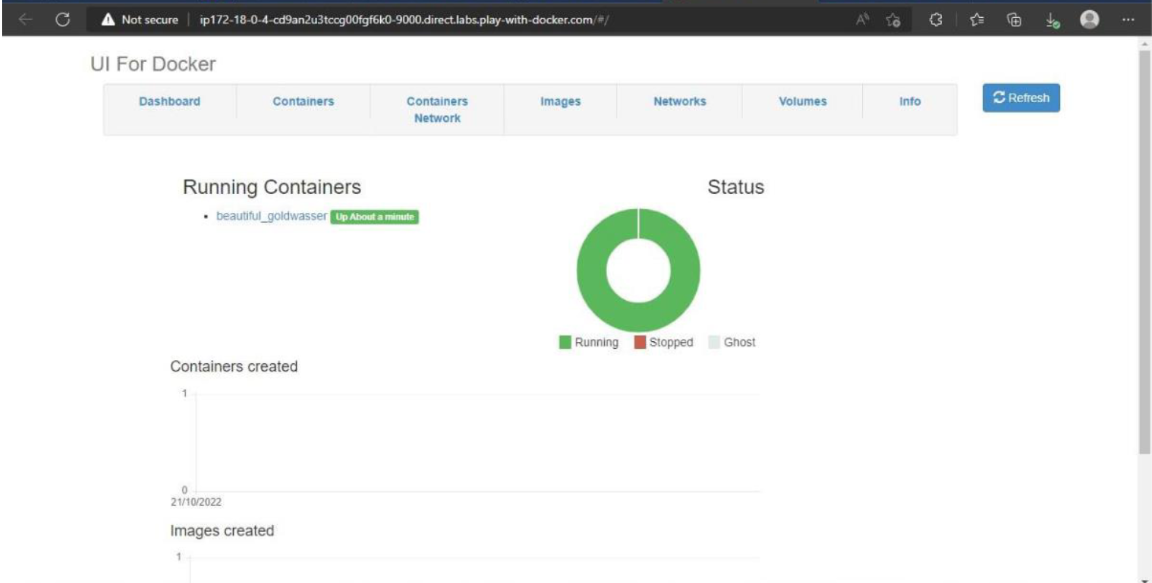 Not secure ip172-18-0-4-cd9an2u3tccg00fgf6k0-9000.direct.labs.play-with-docker.com/#/
UI For Docker
Dashboard Containers Containers Network Images Networks Volumes Info Refresh
Running Containers Status
beautiful_goldwasser Up About a minute
Running Stopped Ghost
Containers created
1
0
21/10/2022
Images created
1